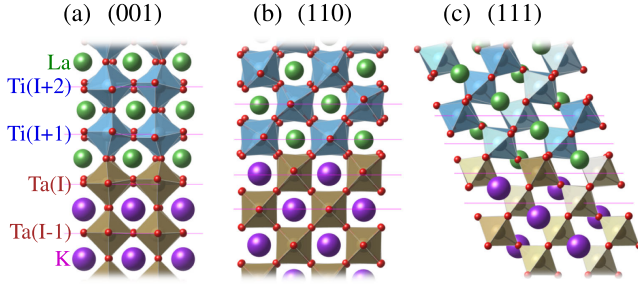 (a) (001)
(b) (110)
(c) (111)
La
Ti(I+2)
Ti(I+1)
Ta(I)
Ta(I-1)
K